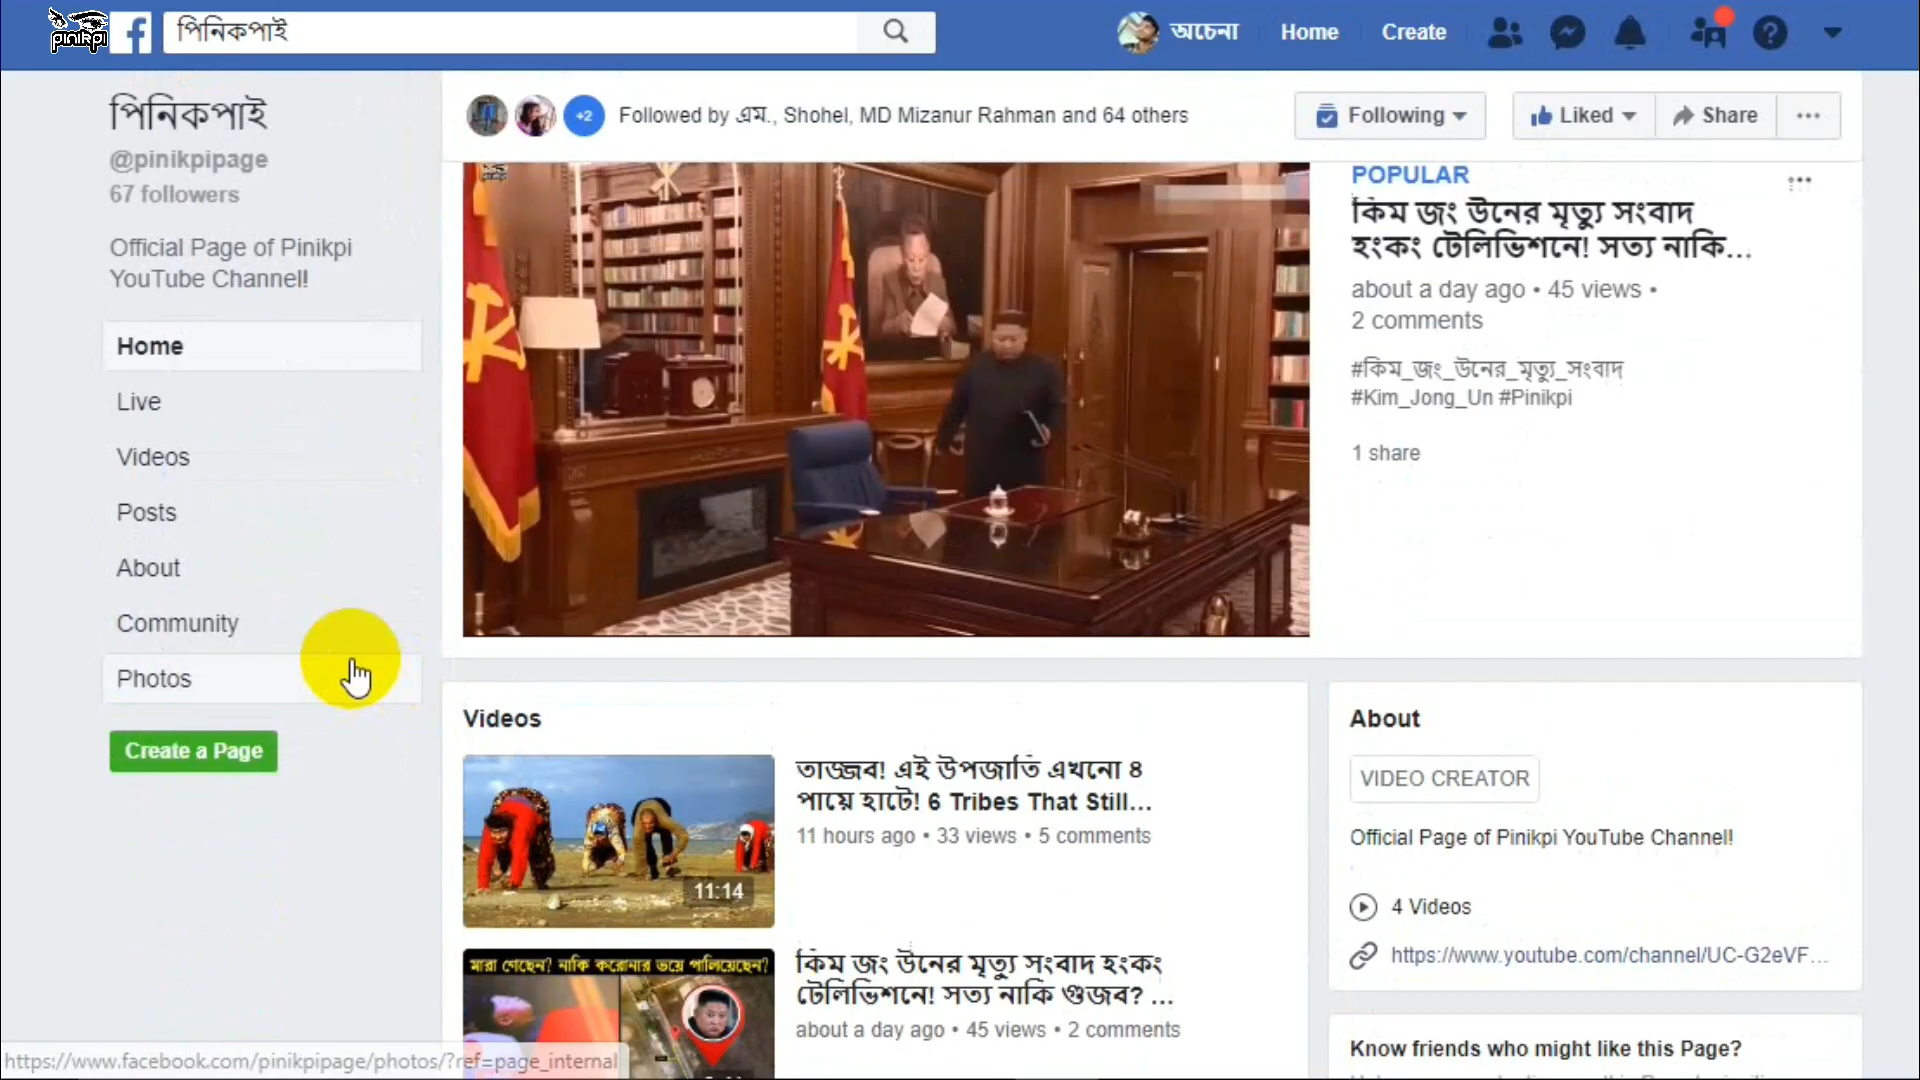 pinikpi
পিনিকপাই
অচেনা
Home
Create
পিনিকপাই
@pinikpipage
67 followers
Official Page of Pinikpi
YouTube Channel!
Home
Live
Videos
Posts
About
Community
Photos
Create a Page
+2
Followed by এম., Shohel, MD Mizanur Rahman and 64 others
Following
Liked
Share
POPULAR
কিম জং উনের মৃত্যু সংবাদ
হংকং টেলিভিশনে! সত্য নাকি...
about a day ago • 45 views •
2 comments
#কিম_জং_উনের_মৃত্যু_সংবাদ
#Kim_Jong_Un #Pinikpi
1 share
Videos
11:14
তাজ্জব! এই উপজাতি এখনো ৪
পায়ে হাটে! 6 Tribes That Still...
11 hours ago • 33 views • 5 comments
মারা গেছেন? নাকি করোনার ভয়ে পালিয়েছেন?
কিম জং উনের মৃত্যু সংবাদ হংকং
টেলিভিশনে! সত্য নাকি গুজব? ...
about a day ago • 45 views • 2 comments
About
VIDEO CREATOR
Official Page of Pinikpi YouTube Channel!
4 Videos
https://www.youtube.com/channel/UC-G2eVF...
Know friends who might like this Page?
https://www.facebook.com/pinikpipage/photos/?ref=page_internal